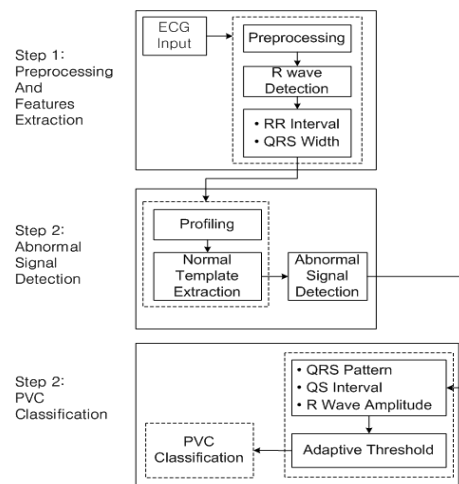 Step 1:
Preprocessing
And
Features
Extraction
ECG
Input
Preprocessing
R wave
Detection
• RR Interval
• QRS Width
Step 2:
Abnormal
Signal
Detection
Profiling
Normal
Template
Extraction
Abnormal
Signal
Detection
Step 2:
PVC
Classification
• QRS Pattern
• QS Interval
• R Wave Amplitude
Adaptive Threshold
PVC
Classification